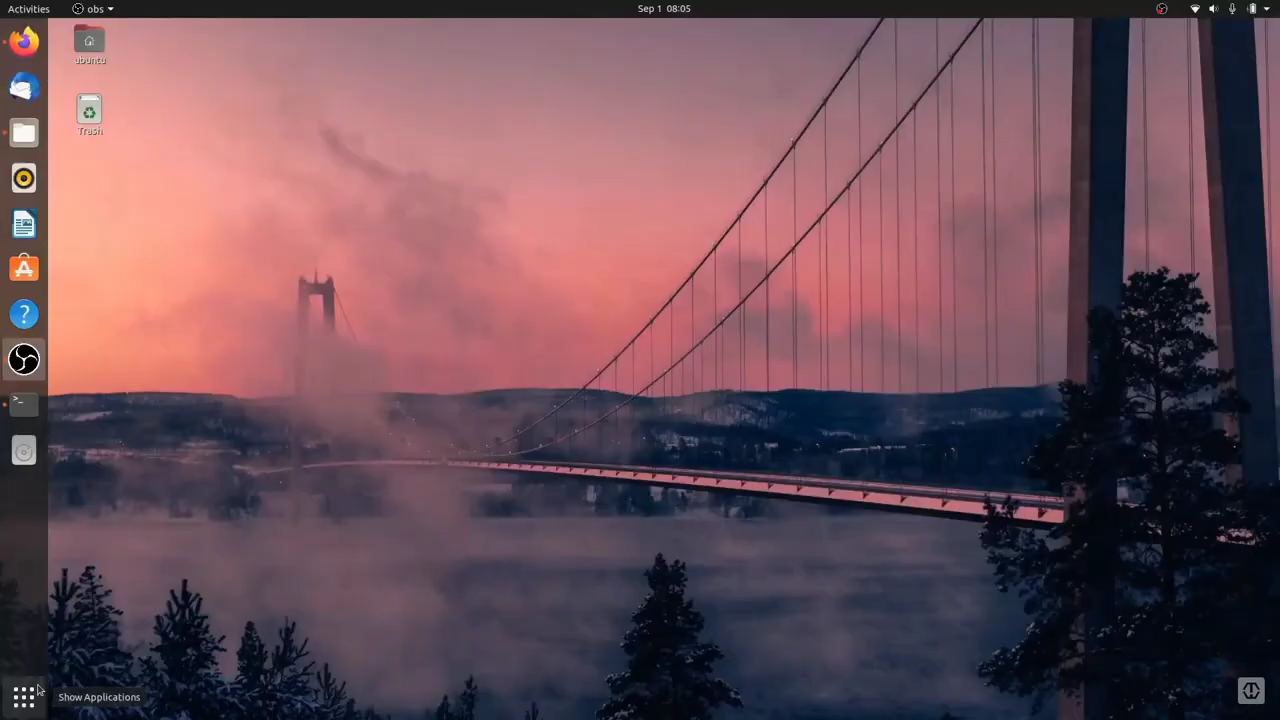 Activities
obs
Sep 1 08:05
ubuntu
Trash
Show Applications